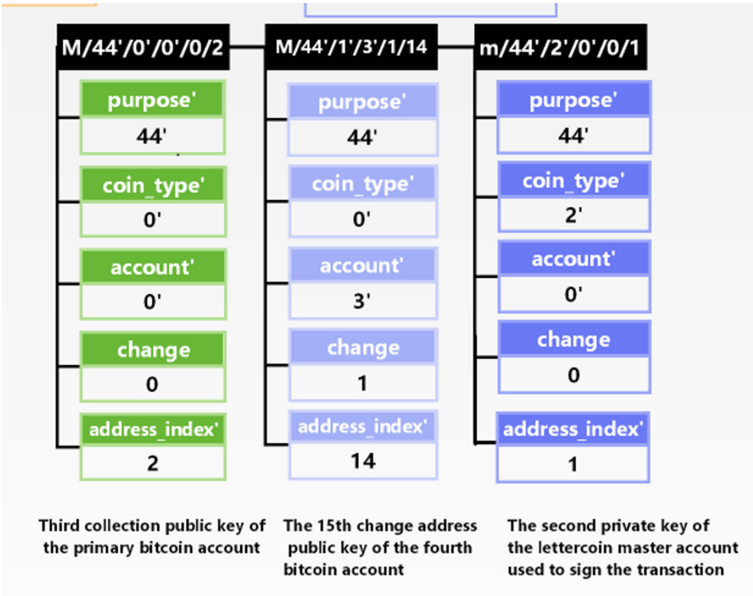 M/44'/0'/0'/0/2
purpose'
44'
coin_type'
0'
account'
0'
change
0
address_index'
2
Third collection public key of
the primary bitcoin account
M/44'/1'/3'/1/14
purpose'
44'
coin_type'
0'
account'
3'
change
1
address_index'
14
The 15th change address
public key of the fourth
bitcoin account
m/44'/2'/0'/0/1
purpose'
44'
coin_type'
2'
account'
0'
change
0
address_index'
1
The second private key of
the lettercoin master account
used to sign the transaction